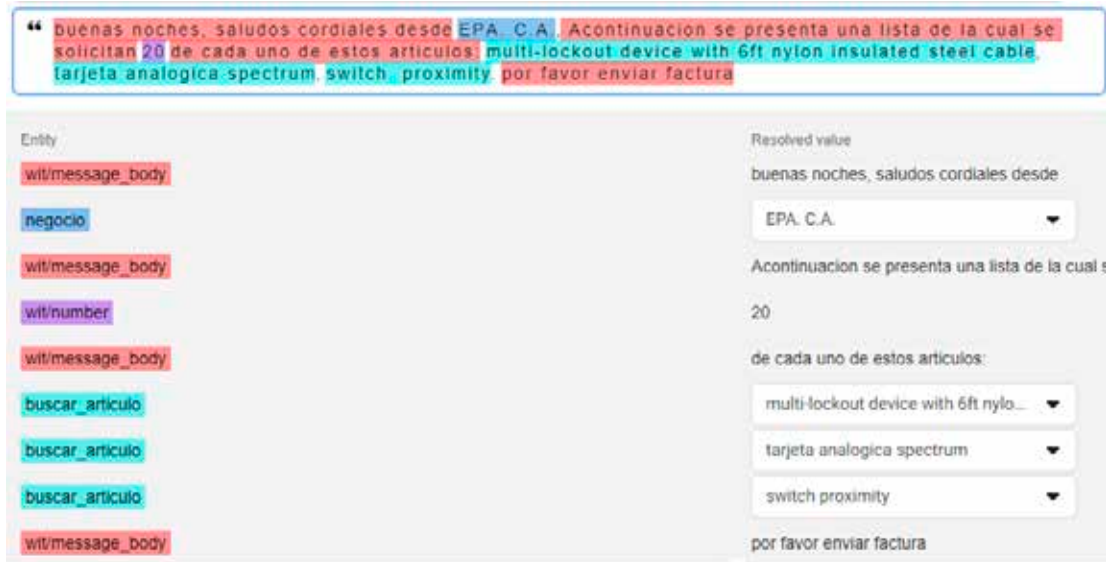 “ buenas noches, saludos cordiales desde EPA. C.A. Acontinuacion se presenta una lista de la cual se
solicitan 20 de cada uno de estos articulos: multi-lockout device with 6ft nylon insulated steel cable,
tarjeta analogica spectrum, switch proximity, por favor enviar factura
Entity Resolved value
wit/message_body buenas noches, saludos cordiales desde
negocio EPA. C.A.
wit/message_body Acontinuacion se presenta una lista de la cual s
wit/number 20
wit/message_body de cada uno de estos articulos:
buscar_articulo multi-lockout device with 6ft nylo...
buscar_articulo tarjeta analogica spectrum
buscar_articulo switch proximity
wit/message_body por favor enviar factura